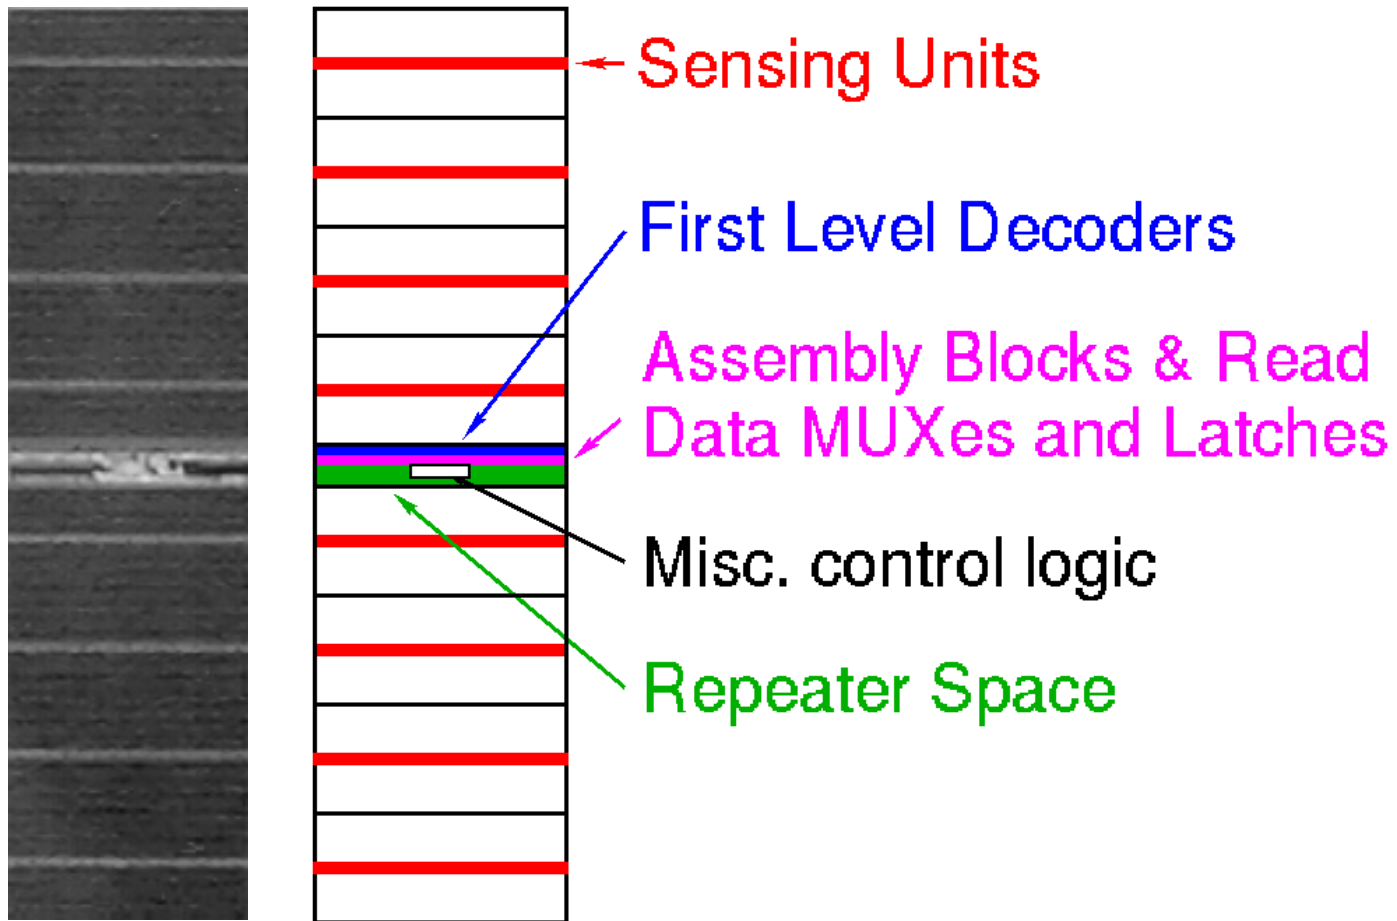 Sensing Units
First Level Decoders
Assembly Blocks & Read
Data MUXes and Latches
Misc. control logic
Repeater Space